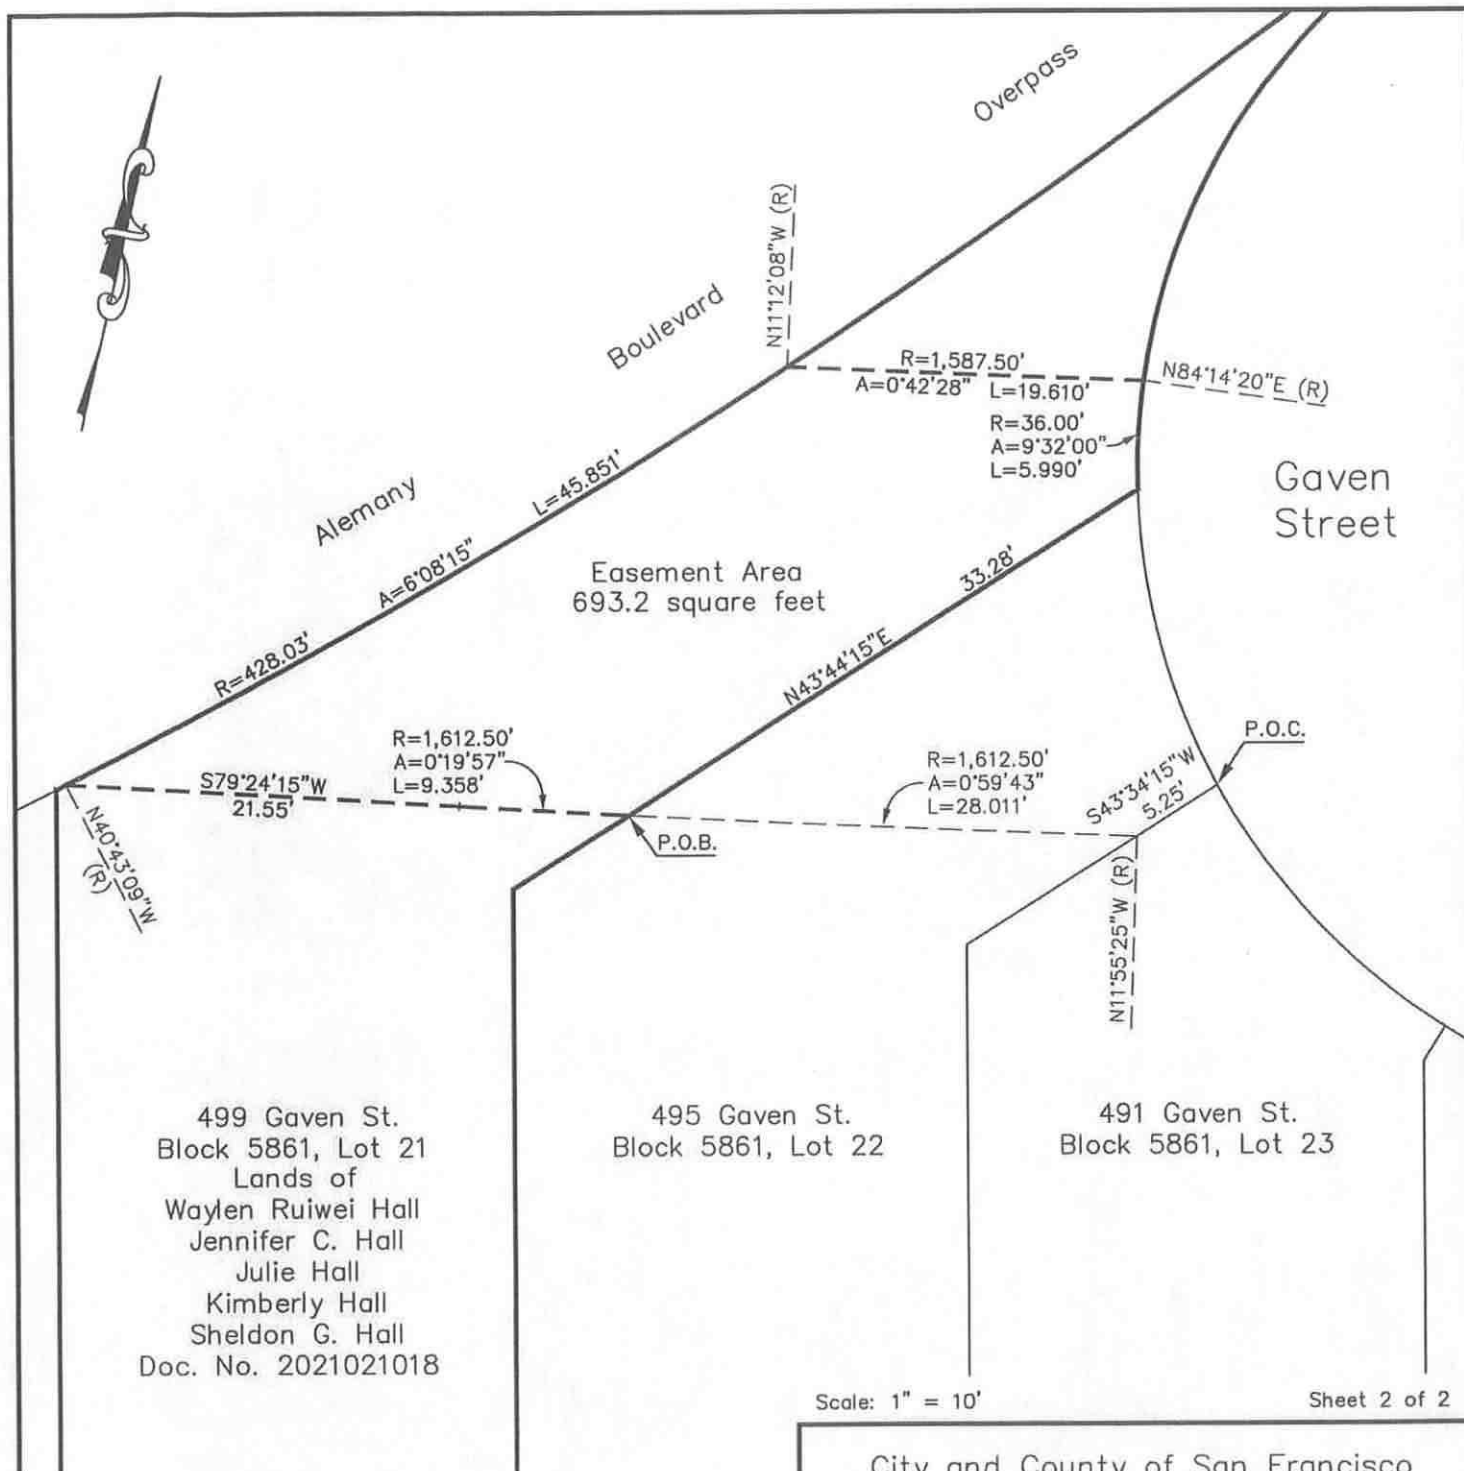 Overpass
N11°12'08"W (R)
Boulevard
R=1,587.50'
A=0°42'28" L=19.610'
N84°14'20"E (R)
R=36.00'
A=9°32'00"
L=5.990'
Gaven
Street
Alemany
L=45.851'
A=6°08'15"
R=428.03'
Easement Area
693.2 square feet
33.28'
N43°44'15"E
R=1,612.50'
A=0°19'57"
L=9.358'
S79°24'15"W
21.55'
N40°43'09"W
(R)
P.O.B.
R=1,612.50'
A=0°59'43"
L=28.011'
S43°34'15"W
5.25'
P.O.C.
N11°55'25"W (R)
499 Gaven St.
Block 5861, Lot 21
Lands of
Waylen Ruiwei Hall
Jennifer C. Hall
Julie Hall
Kimberly Hall
Sheldon G. Hall
Doc. No. 2021021018
495 Gaven St.
Block 5861, Lot 22
491 Gaven St.
Block 5861, Lot 23
Scale: 1" = 10'
Sheet 2 of 2
City and County of San Francisco